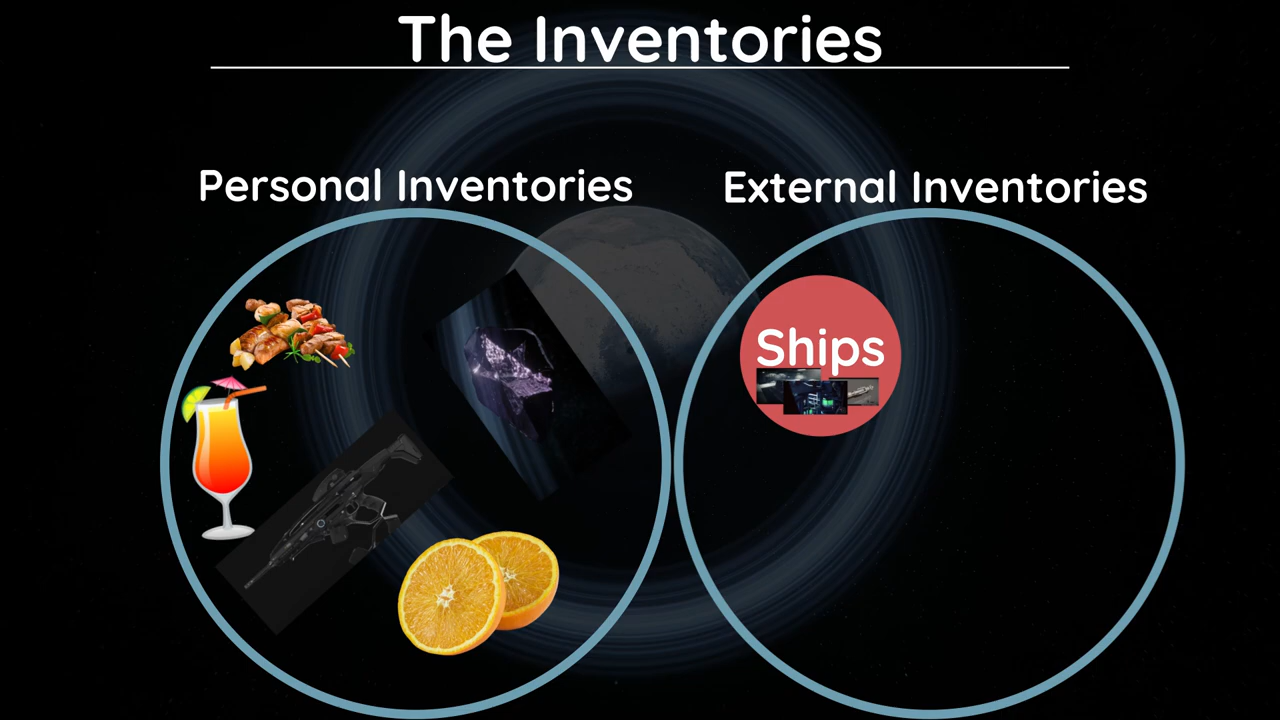 The Inventories
Personal Inventories
External Inventories
Ships